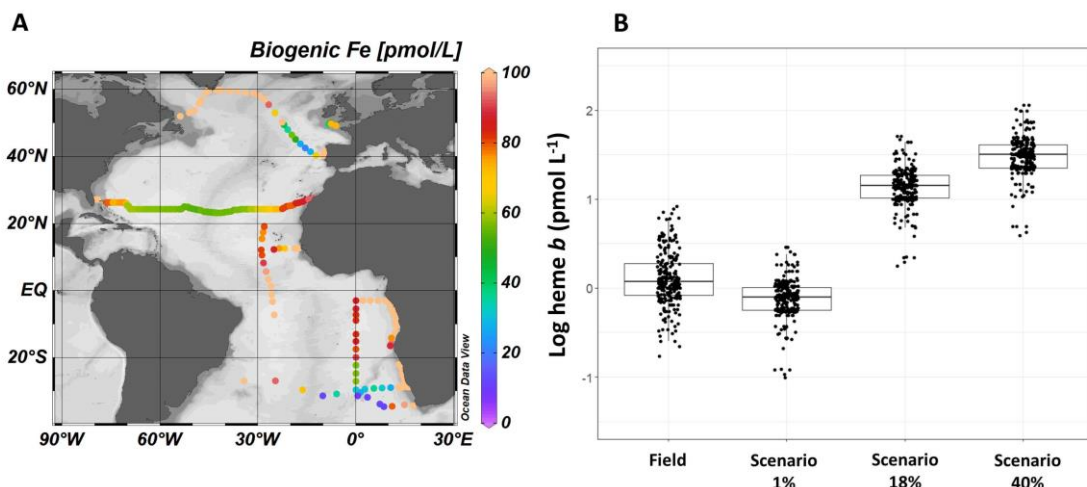 A
Biogenic Fe [pmol/L]
60°N
40°N
20°N
EQ
20°S
90°W
60°W
30°W
0°
30°E
100
80
60
40
20
0
Ocean Data View
B
Log heme b (pmol L⁻¹)
2
1
0
-1
Field
Scenario
1%
Scenario
18%
Scenario
40%